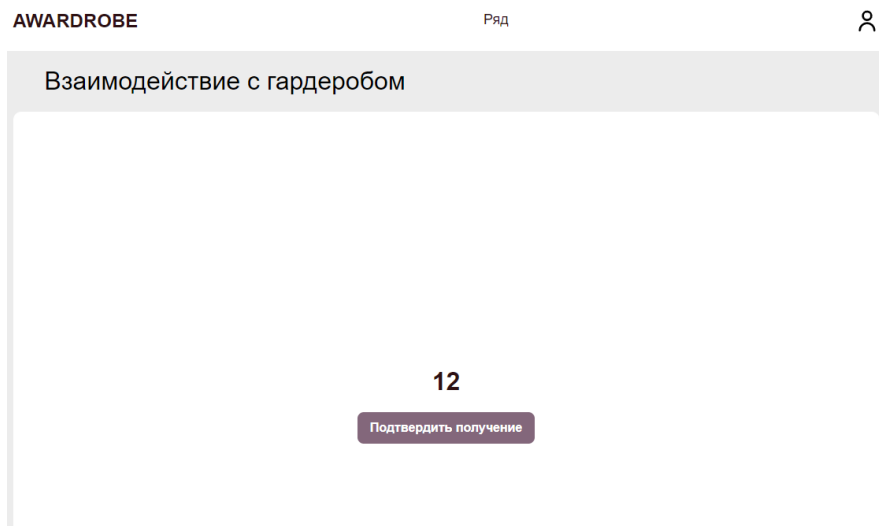 AWARDROBE
Ряд
Взаимодействие с гардеробом
12
Подтвердить получение